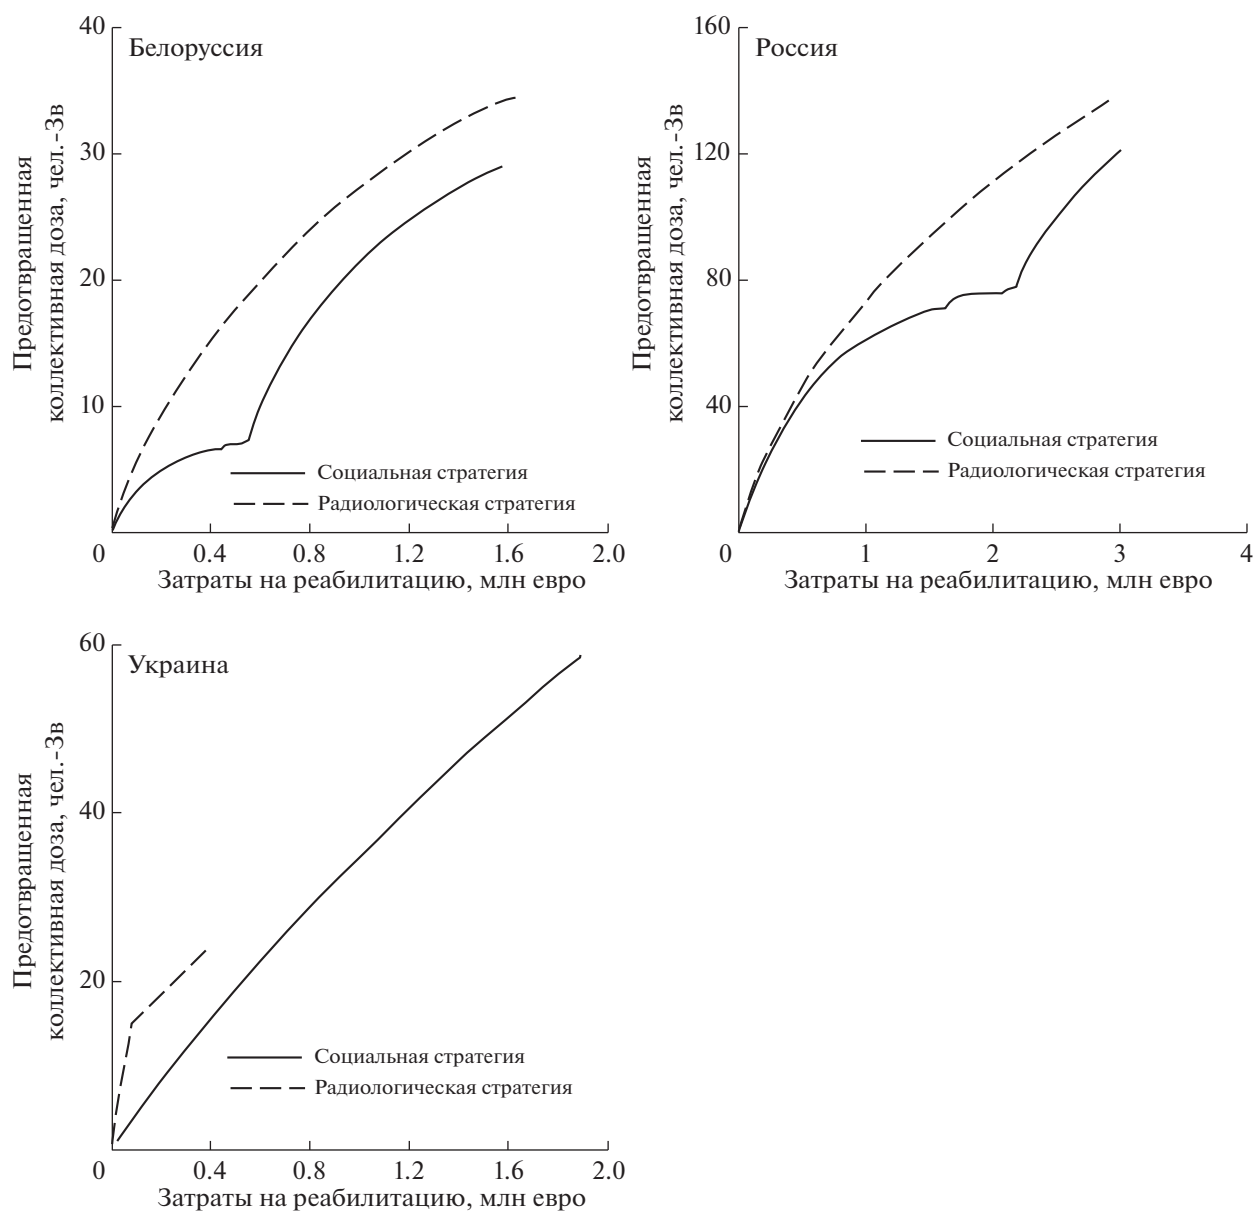 40
Белоруссия
30
20
10
Предотвращенная
коллективная доза, чел.-Зв
Социальная стратегия
Радиологическая стратегия
0 0.4 0.8 1.2 1.6 2.0
Затраты на реабилитацию, млн евро
160
Россия
120
80
40
Предотвращенная
коллективная доза, чел.-Зв
Социальная стратегия
Радиологическая стратегия
0 1 2 3 4
Затраты на реабилитацию, млн евро
60
Украина
40
20
Предотвращенная
коллективная доза, чел.-Зв
Социальная стратегия
Радиологическая стратегия
0 0.4 0.8 1.2 1.6 2.0
Затраты на реабилитацию, млн евро